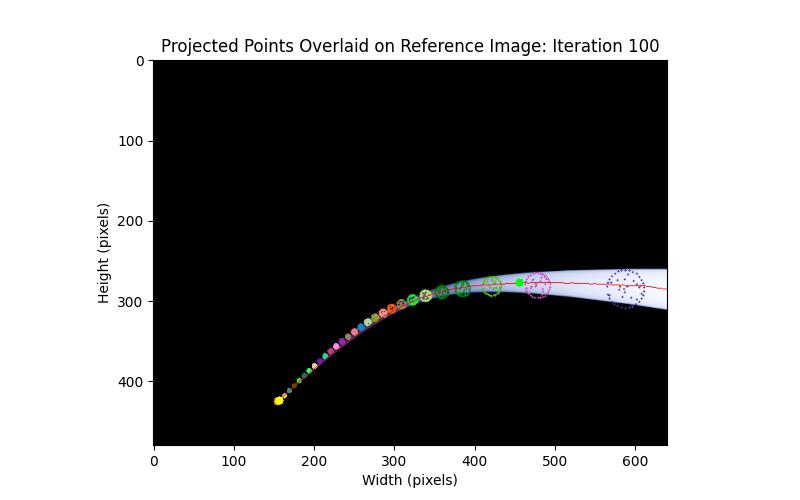 Projected Points Overlaid on Reference Image: Iteration 100
0
100
200
300
400
Height (pixels)
0 100 200 300 400 500 600
Width (pixels)